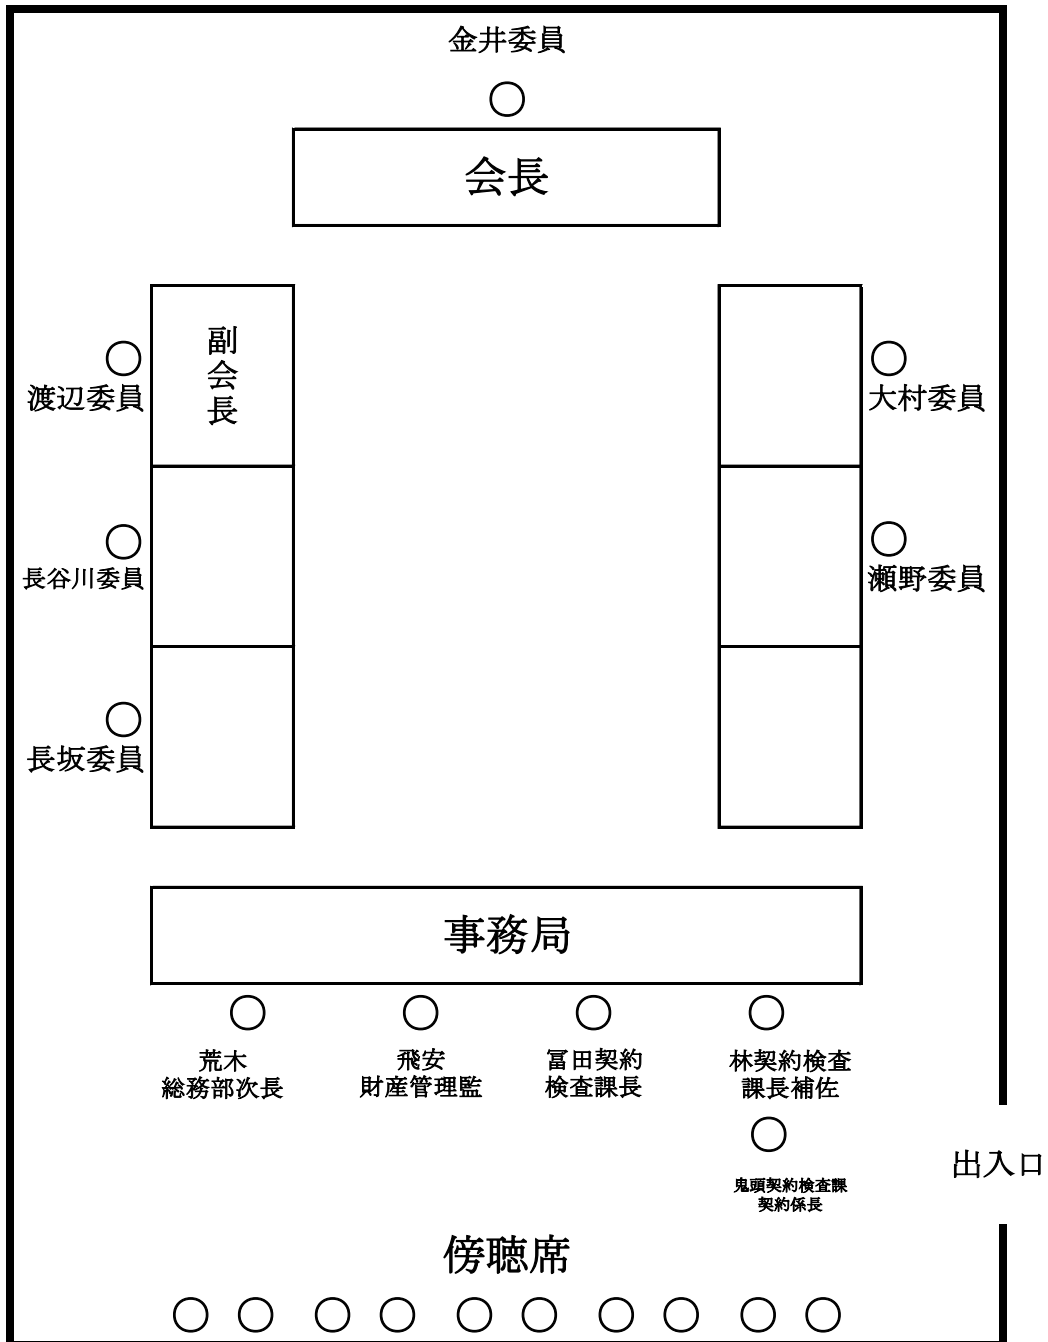 金井委員
会長
副会長
渡辺委員
大村委員
長谷川委員
瀬野委員
長坂委員
事務局
荒木
総務部次長
飛安
財産管理監
冨田契約
検査課長
林契約検査
課長補佐
鬼頭契約検査課
契約係長
出入口
傍聴席